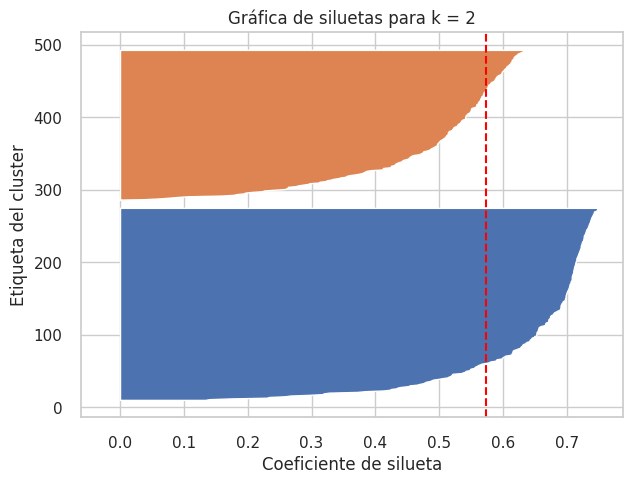 Gráfica de siluetas para k = 2
Etiqueta del cluster
500
400
300
200
100
0
0.0 0.1 0.2 0.3 0.4 0.5 0.6 0.7
Coeficiente de silueta